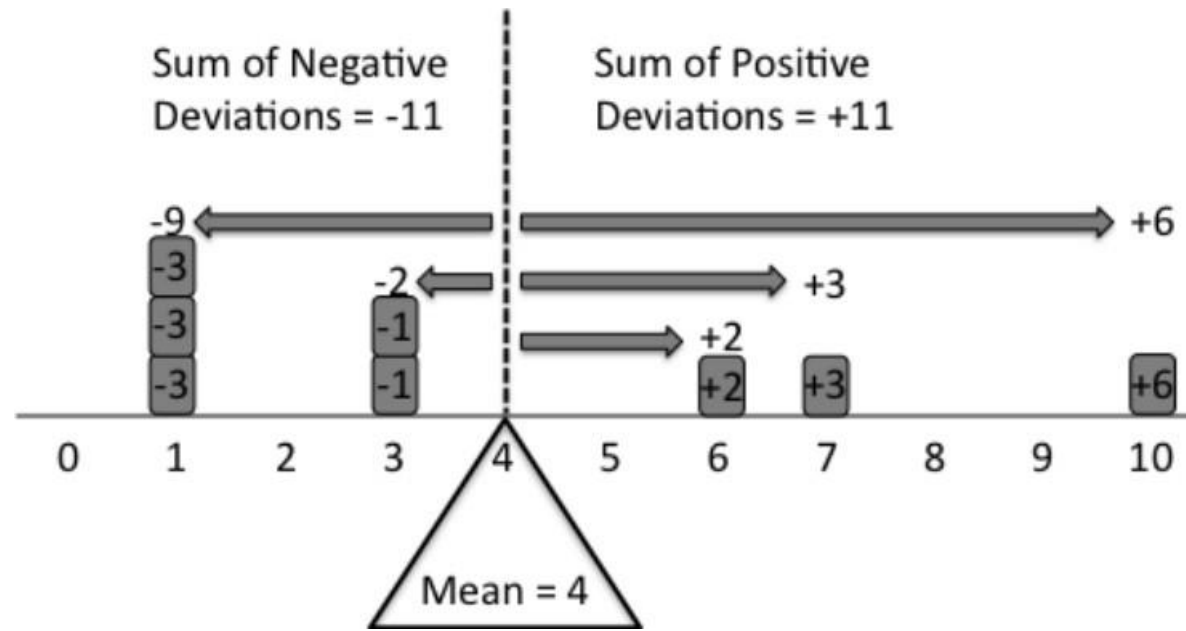 Sum of Negative
Deviations = -11
Sum of Positive
Deviations = +11
-9
+6
-3
-2
+3
-3
-1
+2
-3
-1
+2
+3
+6
0 1 2 3 4 5 6 7 8 9 10
Mean = 4